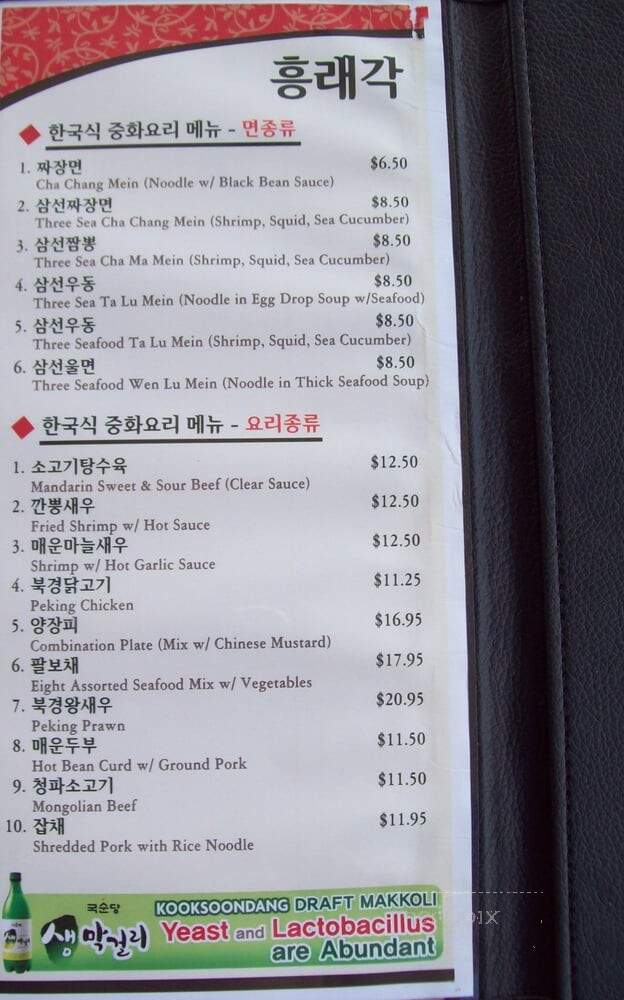 흥래각
한국식 중화요리 메뉴 - 면종류
1. 짜장면 $6.50
Cha Chang Mein (Noodle w/ Black Bean Sauce)
2. 삼선짜장면 $8.50
Three Sea Cha Chang Mein (Shrimp, Squid, Sea Cucumber)
3. 삼선짬뽕 $8.50
Three Sea Cha Ma Mein (Shrimp, Squid, Sea Cucumber)
4. 삼선우동 $8.50
Three Sea Ta Lu Mein (Noodle in Egg Drop Soup w/Seafood)
5. 삼선우동 $8.50
Three Seafood Ta Lu Mein (Shrimp, Squid, Sea Cucumber)
6. 삼선울면 $8.50
Three Seafood Wen Lu Mein (Noodle in Thick Seafood Soup)
한국식 중화요리 메뉴 - 요리종류
1. 소고기탕수육 $12.50
Mandarin Sweet & Sour Beef (Clear Sauce)
2. 깐뽕새우 $12.50
Fried Shrimp w/ Hot Sauce
3. 매운마늘새우 $12.50
Shrimp w/ Hot Garlic Sauce
4. 북경닭고기 $11.25
Peking Chicken
5. 양장피 $16.95
Combination Plate (Mix w/ Chinese Mustard)
6. 팔보채 $17.95
Eight Assorted Seafood Mix w/ Vegetables
7. 북경왕새우 $20.95
Peking Prawn
8. 매운두부 $11.50
Hot Bean Curd w/ Ground Pork
9. 청파소고기 $11.50
Mongolian Beef
10. 잡채 $11.95
Shredded Pork with Rice Noodle
국순당
생막걸리
KOOKSOONDANG DRAFT MAKKOLI
Yeast and Lactobacillus
are Abundant